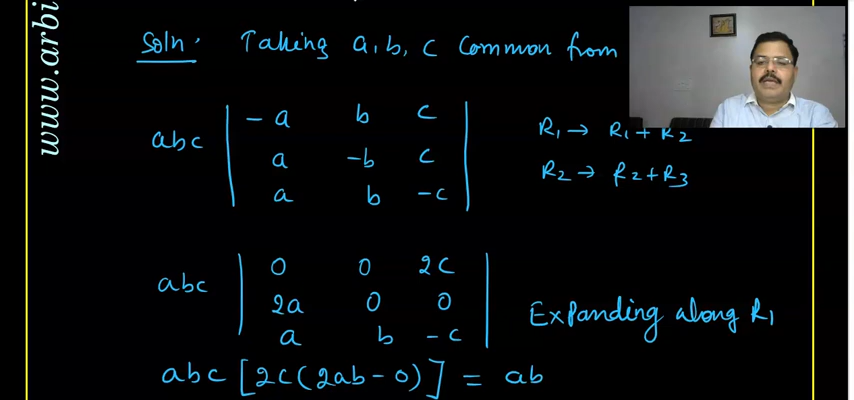 www.arbi
Soln. Taking a, b, c common from
abc | -a b c | R1 → R1 + R2
| a -b c | R2 → R2 + R3
| a b -c |
abc | 0 0 2c |
| 2a 0 0 | Expanding along R1
| a b -c |
abc [2c(2ab - 0)] = ab